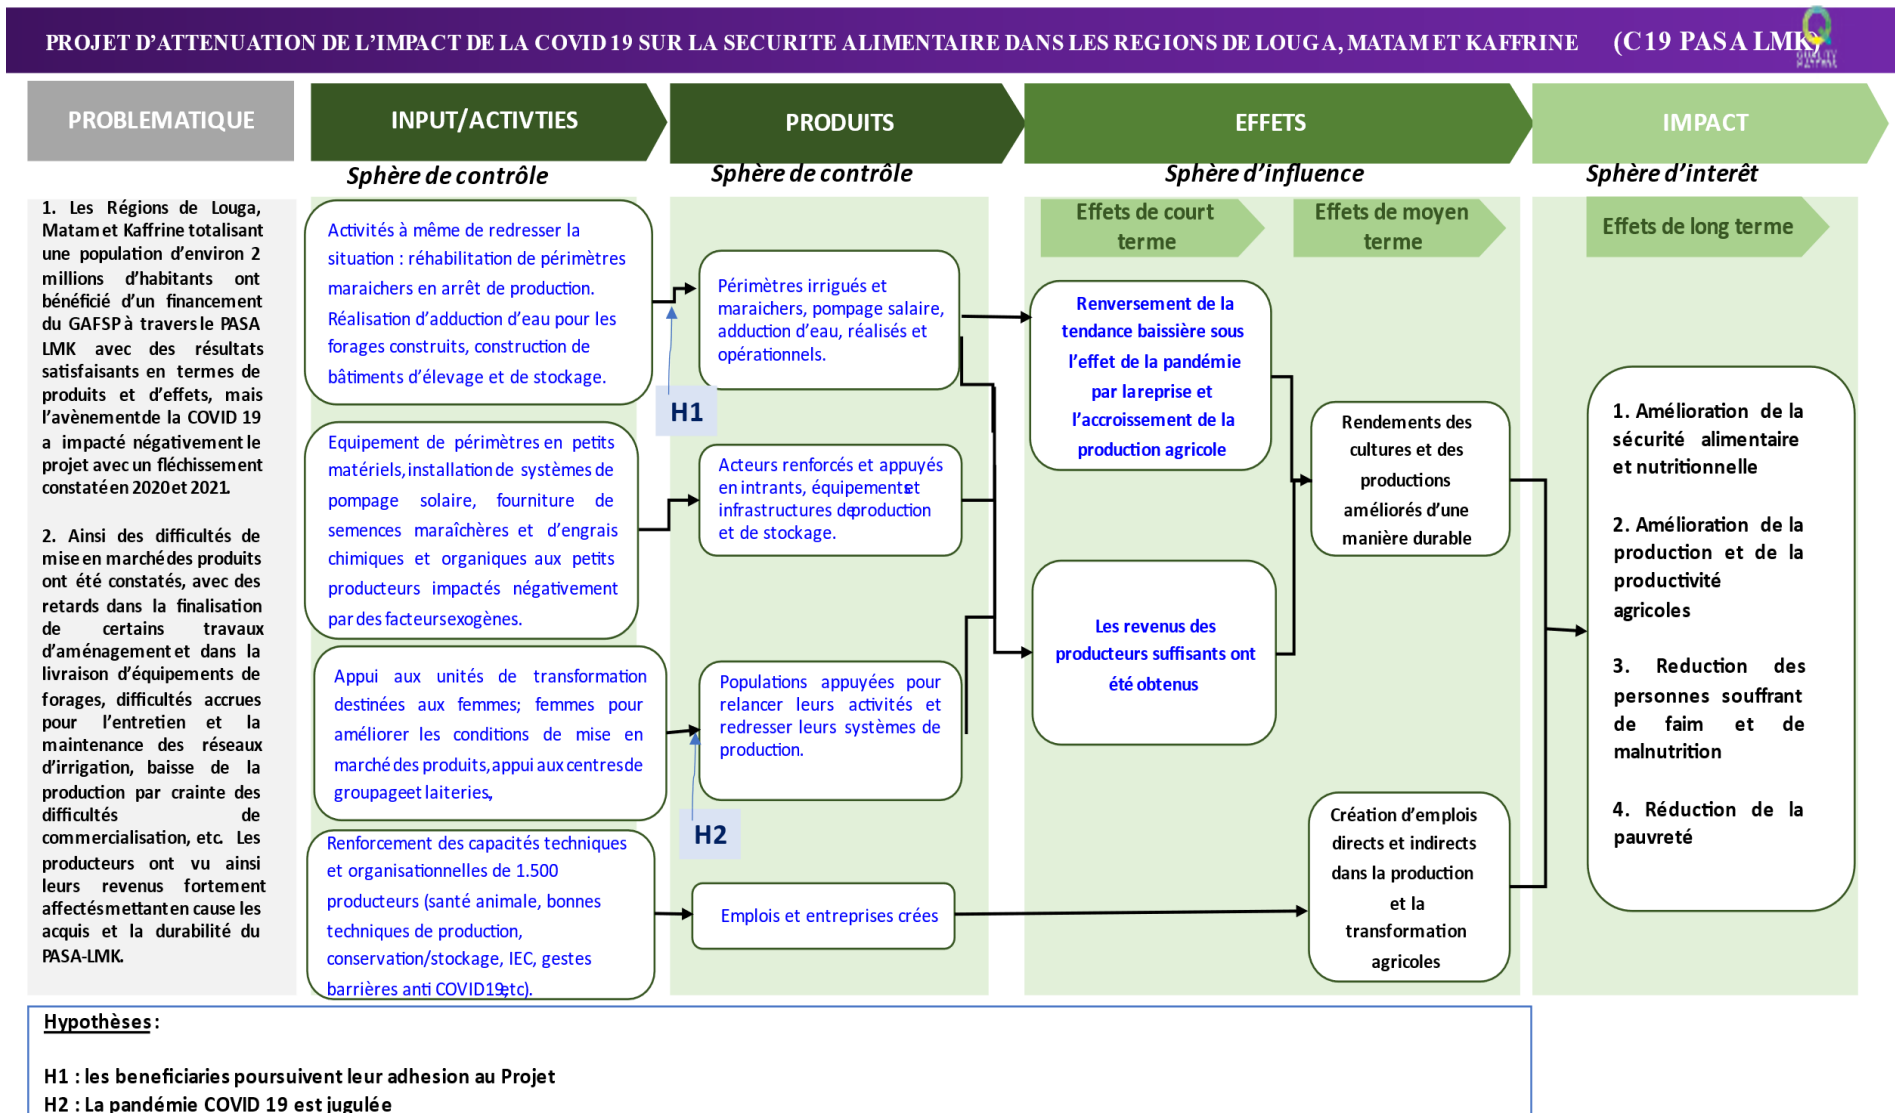 PROJET D’ATTENUATION DE L’IMPACT DE LA COVID 19 SUR LA SECURITE ALIMENTAIRE DANS LES REGIONS DE LOUGA, MATAM ET KAFFRINE (C19 PASA LMK)
PROBLEMATIQUE
INPUT/ACTIVTIES
PRODUITS
EFFETS
IMPACT
Sphère de contrôle
Sphère de contrôle
Sphère d’influence
Sphère d’interêt
1. Les Régions de Louga,
Matam et Kaffrine totalisant
une population d’environ 2
millions d’habitants ont
bénéficié d’un financement
du GAFSP à travers le PASA
LMK avec des résultats
satisfaisants en termes de
produits et d’effets, mais
l’avènement de la COVID 19
a impacté négativement le
projet avec un fléchissement
constaté en 2020 et 2021.
2. Ainsi des difficultés de
mise en marché des produits
ont été constatés, avec des
retards dans la finalisation
de certains travaux
d’aménagement et dans la
livraison d’équipements de
forages, difficultés accrues
pour l’entretien et la
maintenance des réseaux
d’irrigation, baisse de la
production par crainte des
difficultés de
commercialisation, etc. Les
producteurs ont vu ainsi
leurs revenus fortement
affectés mettant en cause les
acquis et la durabilité du
PASA-LMK.
Activités à même de redresser la
situation : réhabilitation de périmètres
maraichers en arrêt de production.
Réalisation d’adduction d’eau pour les
forages construits, construction de
bâtiments d’élevage et de stockage.
Equipement de périmètres en petits
matériels, installation de systèmes de
pompage solaire, fourniture de
semences maraîchères et d’engrais
chimiques et organiques aux petits
producteurs impactés négativement
par des facteurs exogènes.
Appui aux unités de transformation
destinées aux femmes; femmes pour
améliorer les conditions de mise en
marché des produits, appui aux centres de
groupage et laiteries,
Renforcement des capacités techniques
et organisationnelles de 1.500
producteurs (santé animale, bonnes
techniques de production,
conservation/stockage, IEC, gestes
barrières anti COVID19, etc).
H1
H2
Périmètres irrigués et
maraichers, pompage salaire,
adduction d’eau, réalisés et
opérationnels.
Acteurs renforcés et appuyés
en intrants, équipements et
infrastructures de production
et de stockage.
Populations appuyées pour
relancer leurs activités et
redresser leurs systèmes de
production.
Emplois et entreprises crées
Effets de court
terme
Effets de moyen
terme
Effets de long terme
Renversement de la
tendance baissière sous
l’effet de la pandémie
par la reprise et
l’accroissement de la
production agricole
Les revenus des
producteurs suffisants ont
été obtenus
Rendements des
cultures et des
productions
améliorés d’une
manière durable
Création d’emplois
directs et indirects
dans la production
et la
transformation
agricoles
1. Amélioration de la
sécurité alimentaire
et nutritionnelle
2. Amélioration de la
production et de la
productivité
agricoles
3. Reduction des
personnes souffrant
de faim et de
malnutrition
4. Réduction de la
pauvreté
Hypothèses :
H1 : les beneficiaries poursuivent leur adhesion au Projet
H2 : La pandémie COVID 19 est jugulée